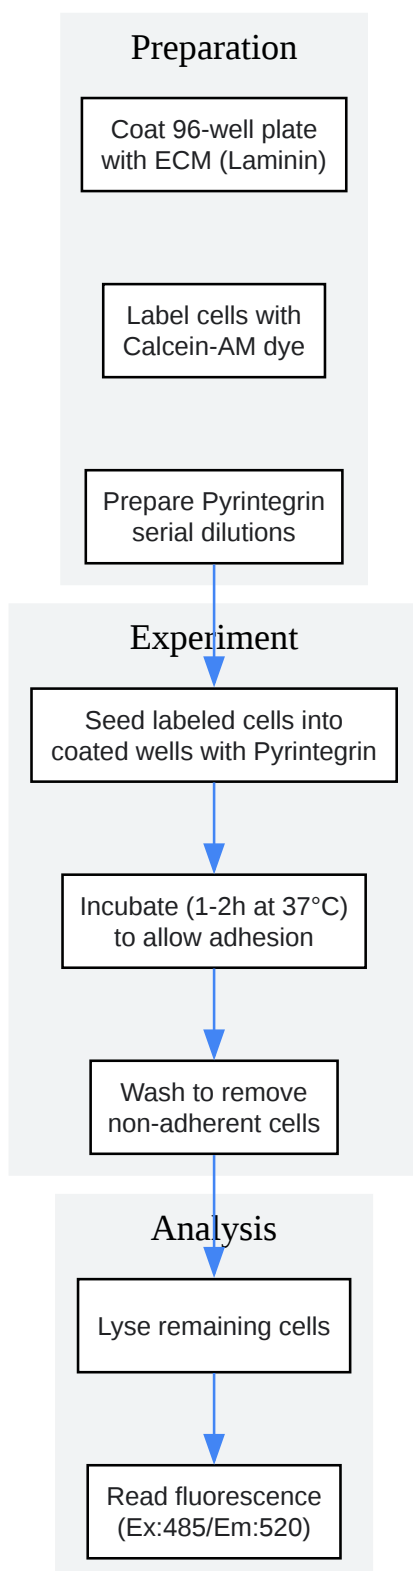 Preparation
Coat 96-well plate
with ECM (Laminin)
Label cells with
Calcein-AM dye
Prepare Pyrintegrin
serial dilutions
Experiment
Seed labeled cells into
coated wells with Pyrintegrin
Incubate (1-2h at 37°C)
to allow adhesion
Wash to remove
non-adherent cells
Analysis
Lyse remaining cells
Read fluorescence
(Ex:485/Em:520)